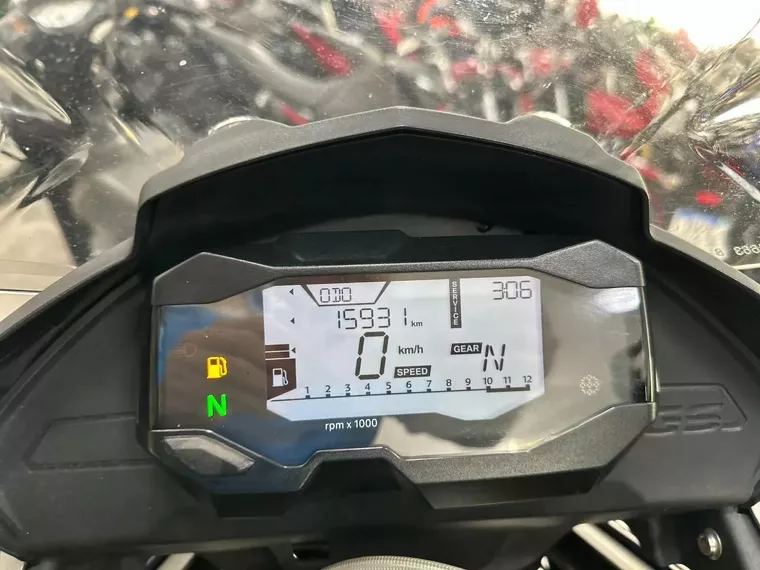 ODO
SERVICE
306
15931 km
0 km/h
GEAR N
SPEED
1 2 3 4 5 6 7 8 9 10 11 12
N
rpm x 1000
GS